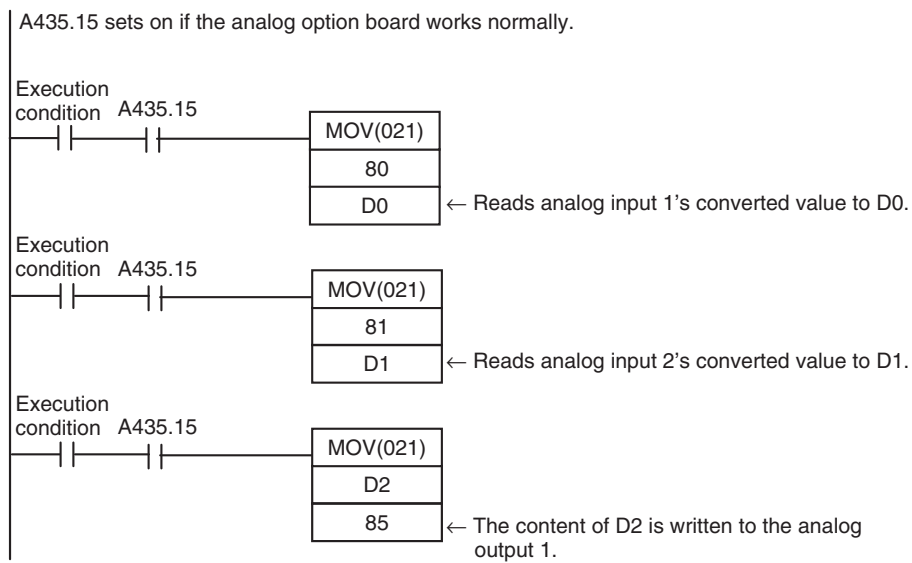 A435.15 sets on if the analog option board works normally.
Execution
condition A435.15
MOV(021)
80
D0
← Reads analog input 1's converted value to D0.
Execution
condition A435.15
MOV(021)
81
D1
← Reads analog input 2's converted value to D1.
Execution
condition A435.15
MOV(021)
D2
85
← The content of D2 is written to the analog
output 1.